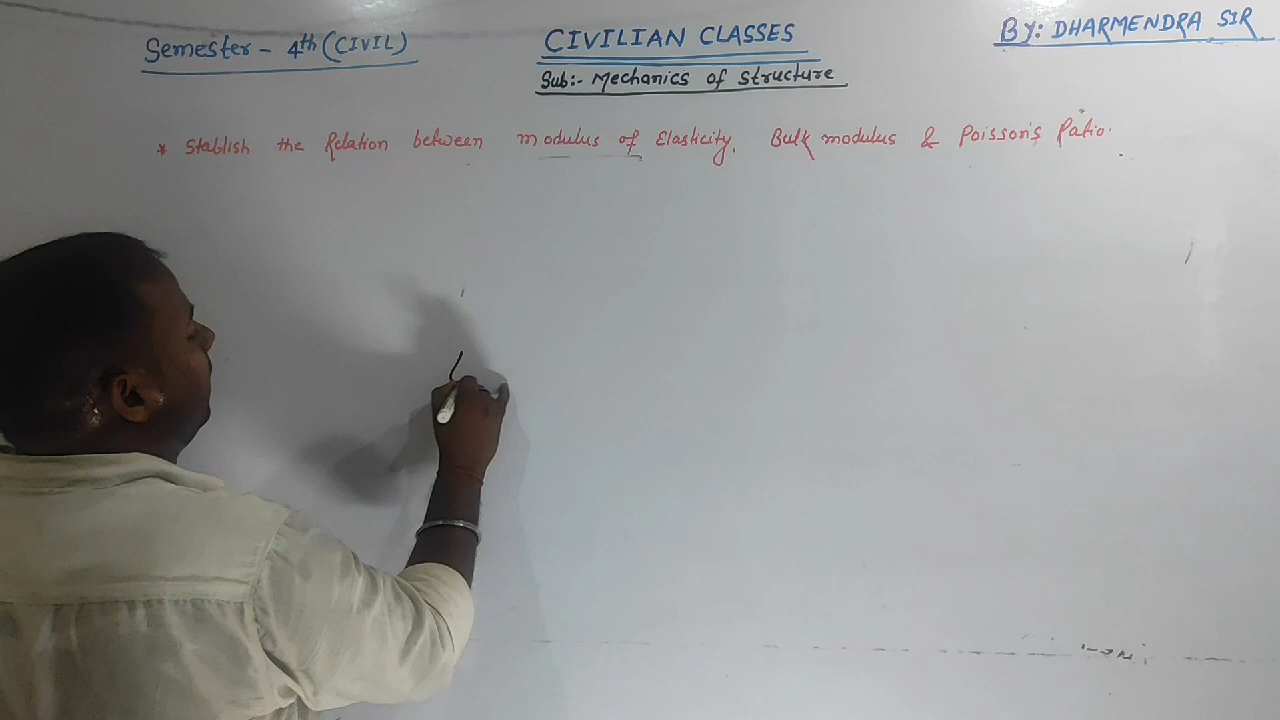 Semester - 4th (CIVIL)
CIVILIAN CLASSES
BY: DHARMENDRA SIR
Sub:- Mechanics of structure
* Stablish the Relation between modulus of Elasticity, Bulk modulus & Poisson's Ratio.